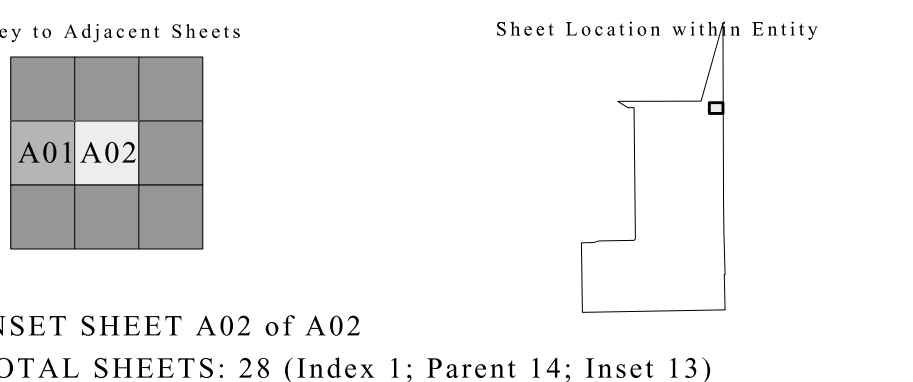 ey to Adjacent Sheets
Sheet Location within Entity
A01 A02
NSET SHEET A02 of A02
OTAL SHEETS: 28 (Index 1; Parent 14; Inset 13)